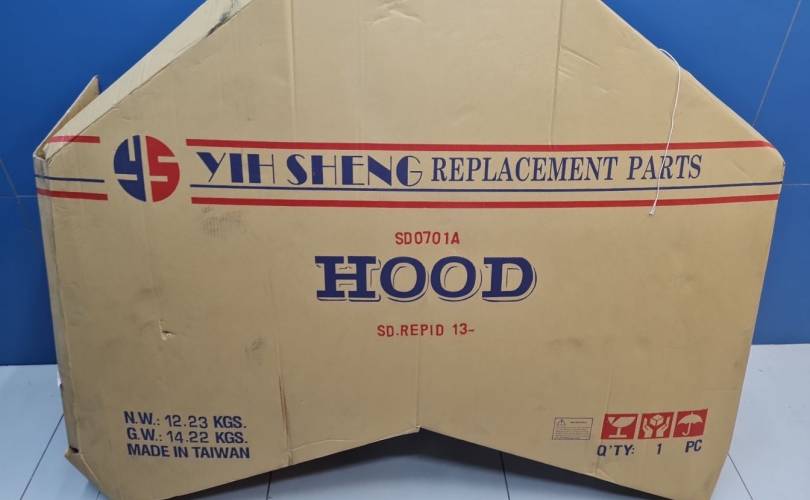 YS YIH SHENG REPLACEMENT PARTS
SD0701A
HOOD
SD.REPID 13~
N.W.: 12.23 KGS.
G.W.: 14.22 KGS.
MADE IN TAIWAN
Q'TY: 1 PC